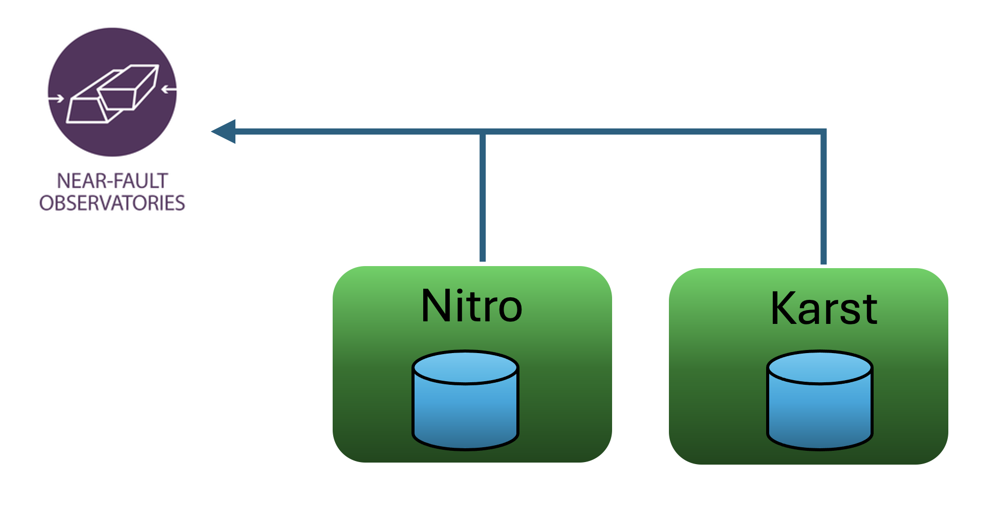 NEAR-FAULT
OBSERVATORIES
Nitro
Karst